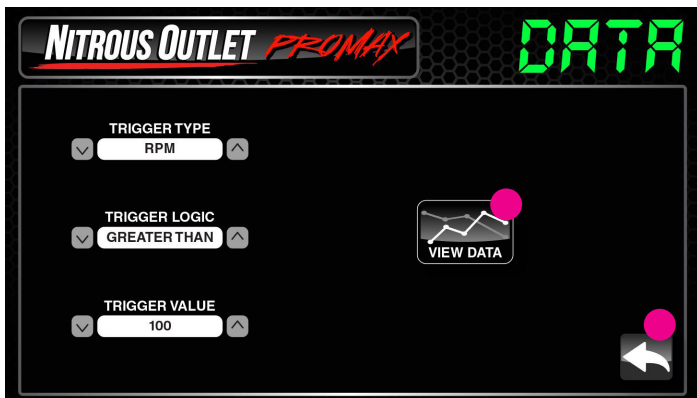 NITROUS OUTLET PROMAX
DATA
TRIGGER TYPE
RPM
TRIGGER LOGIC
GREATER THAN
VIEW DATA
TRIGGER VALUE
100